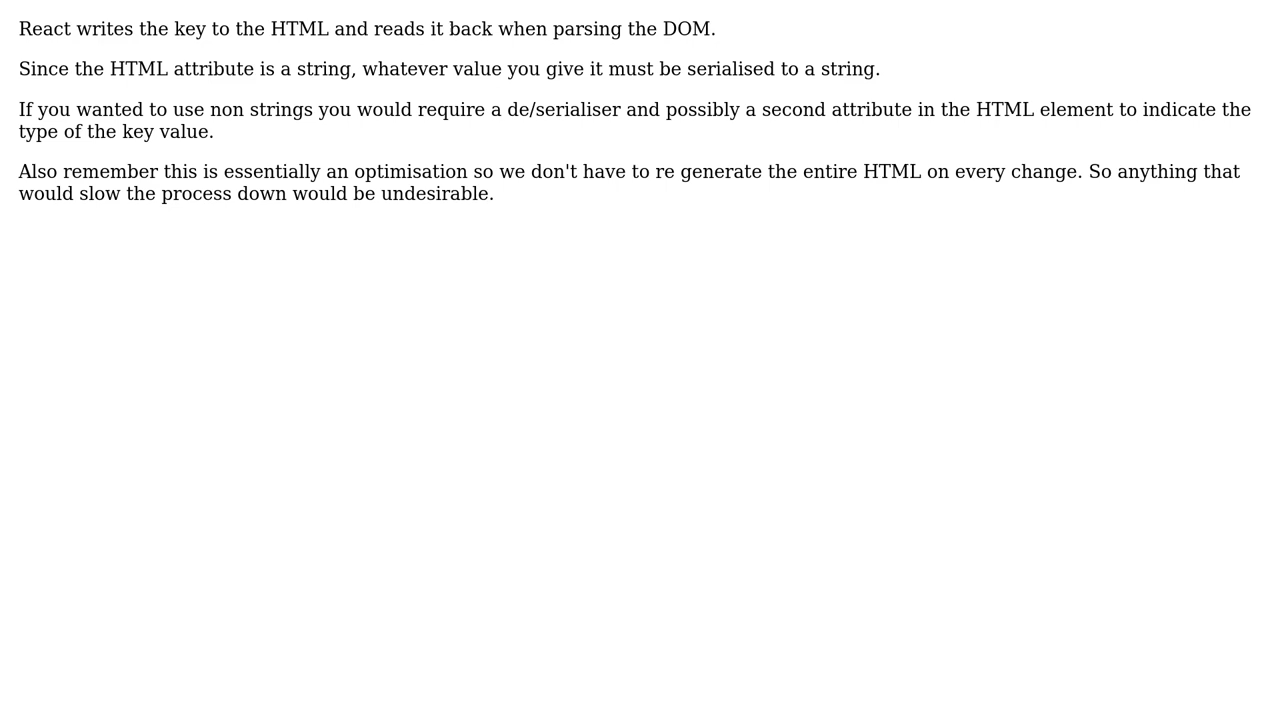 React writes the key to the HTML and reads it back when parsing the DOM.
Since the HTML attribute is a string, whatever value you give it must be serialised to a string.
If you wanted to use non strings you would require a de/serialiser and possibly a second attribute in the HTML element to indicate the
type of the key value.
Also remember this is essentially an optimisation so we don't have to re generate the entire HTML on every change. So anything that
would slow the process down would be undesirable.